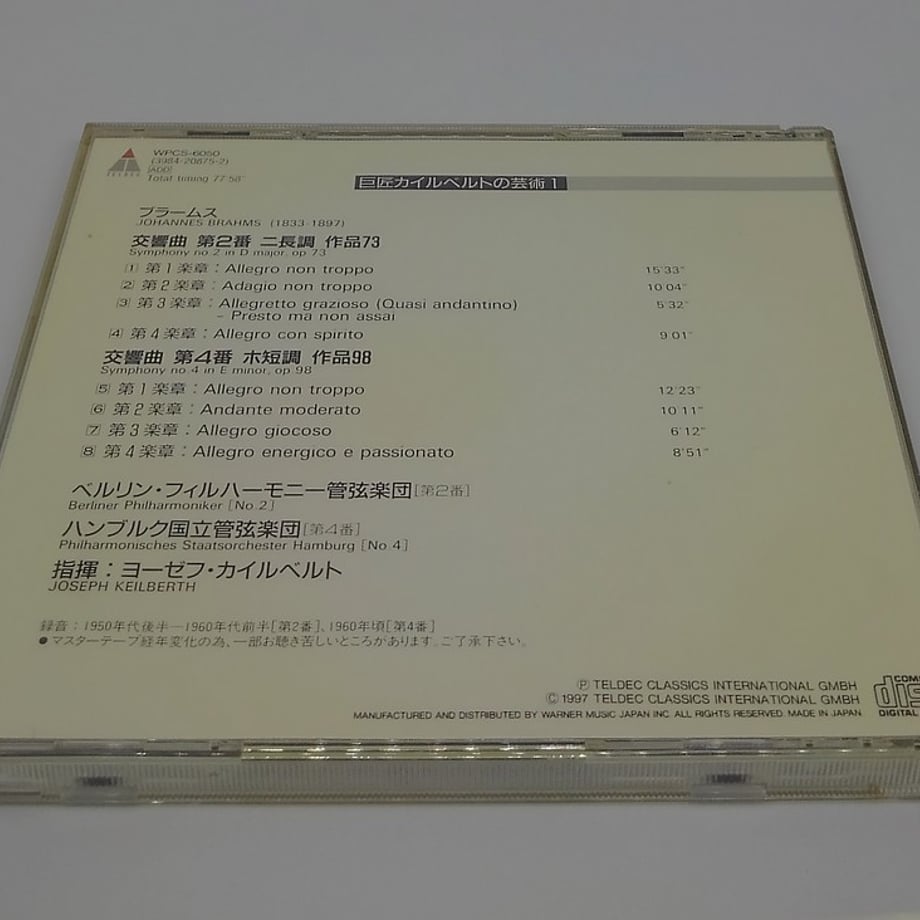 TELDEC
WPCS-6050
(3984-20875-2)
[ADD]
Total timing 77'58"
巨匠カイルベルトの芸術1
ブラームス
JOHANNES BRAHMS (1833-1897)
交響曲 第2番 ニ長調 作品73
Symphony no.2 in D major, op 73
1 第1楽章：Allegro non troppo 15'33"
2 第2楽章：Adagio non troppo 10'04"
3 第3楽章：Allegretto grazioso (Quasi andantino) 5'32"
– Presto ma non assai
4 第4楽章：Allegro con spirito 9'01"
交響曲 第4番 ホ短調 作品98
Symphony no.4 in E minor, op.98
5 第1楽章：Allegro non troppo 12'23"
6 第2楽章：Andante moderato 10'11"
7 第3楽章：Allegro giocoso 6'12"
8 第4楽章：Allegro energico e passionato 8'51"
ベルリン・フィルハーモニー管弦楽団[第2番]
Berliner Philharmoniker [No.2]
ハンブルク国立管弦楽団[第4番]
Philharmonisches Staatsorchester Hamburg [No.4]
指揮：ヨーゼフ・カイルベルト
JOSEPH KEILBERTH
録音：1950年代後半—1960年代前半[第2番]、1960年頃[第4番]
●マスターテープ経年変化の為、一部お聴き苦しいところがあります。ご了承下さい。
Ⓟ TELDEC CLASSICS INTERNATIONAL GMBH
© 1997 TELDEC CLASSICS INTERNATIONAL GMBH
MANUFACTURED AND DISTRIBUTED BY WARNER MUSIC JAPAN INC. ALL RIGHTS RESERVED. MADE IN JAPAN
COM
dis
DIGITAL